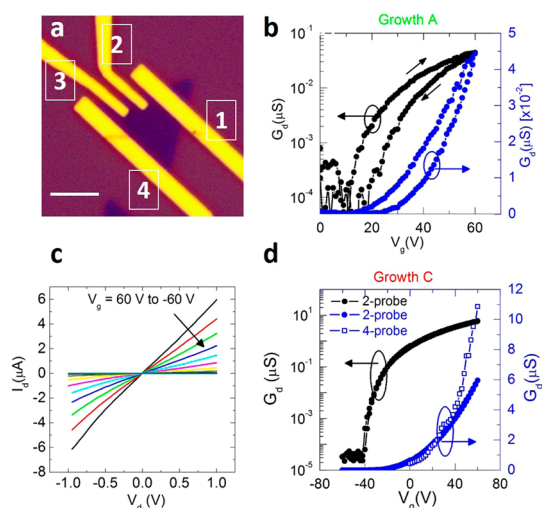 a
1
2
3
4
b
Growth A
G_d(μS)
10^-1
10^-2
10^-3
10^-4
0 20 40 60
V_g(V)
5
4
3
2
1
0
G_d(μS) [x10^-2]
c
V_g = 60 V to -60 V
I_d(μA)
6
4
2
0
-2
-4
-6
-8
-1.0 -0.5 0.0 0.5 1.0
V_d (V)
d
Growth C
2-probe
2-probe
4-probe
G_d (μS)
10^1
10^-1
10^-3
10^-5
-80 -40 0 40 80
V_g(V)
12
10
8
6
4
2
0
G_d(μS)